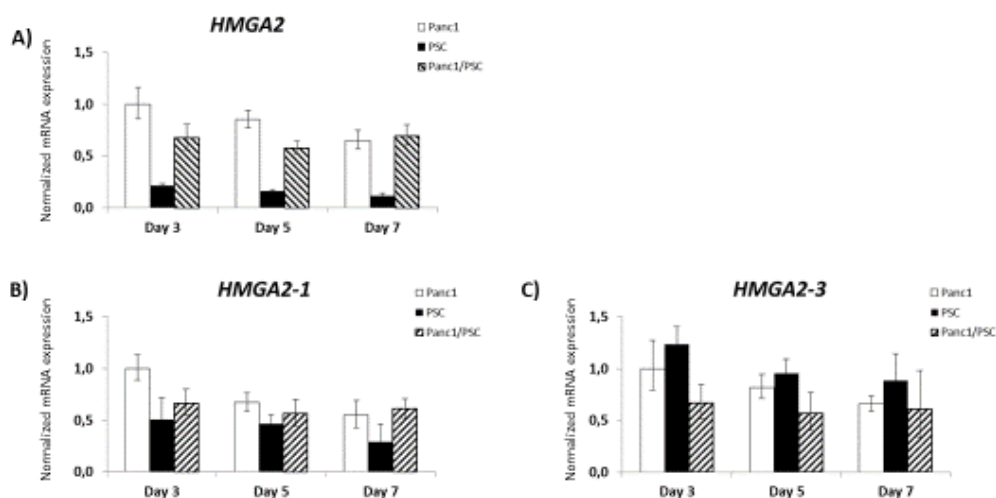 A)
HMGA2
Normalized mRNA expression
1,5
1,0
0,5
0,0
Day 3 Day 5 Day 7
Panc1
PSC
Panc1/PSC
B)
HMGA2-1
Normalized mRNA expression
1,5
1,0
0,5
0,0
Day 3 Day 5 Day 7
Panc1
PSC
Panc1/PSC
C)
HMGA2-3
Normalized mRNA expression
1,5
1,0
0,5
0,0
Day 3 Day 5 Day 7
Panc1
PSC
Panc1/PSC